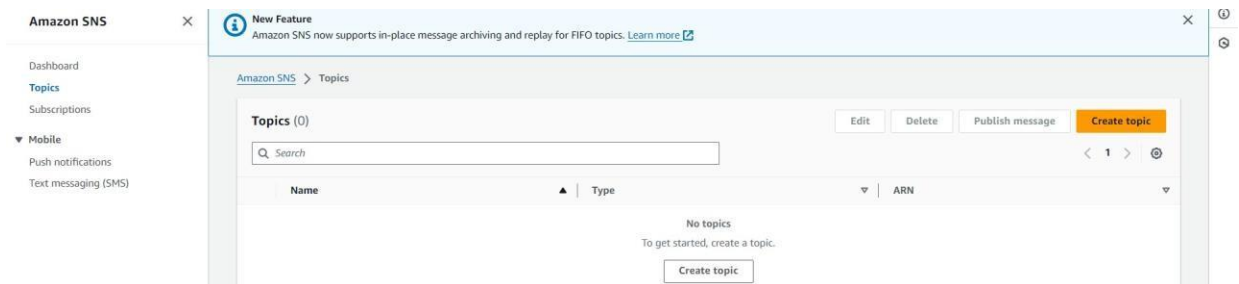 Amazon SNS
Dashboard
Topics
Subscriptions
Mobile
Push notifications
Text messaging (SMS)
New Feature
Amazon SNS now supports in-place message archiving and replay for FIFO topics. Learn more
Amazon SNS > Topics
Topics (0)
Edit Delete Publish message Create topic
Search
< 1 >
Name Type ARN
No topics
To get started, create a topic.
Create topic